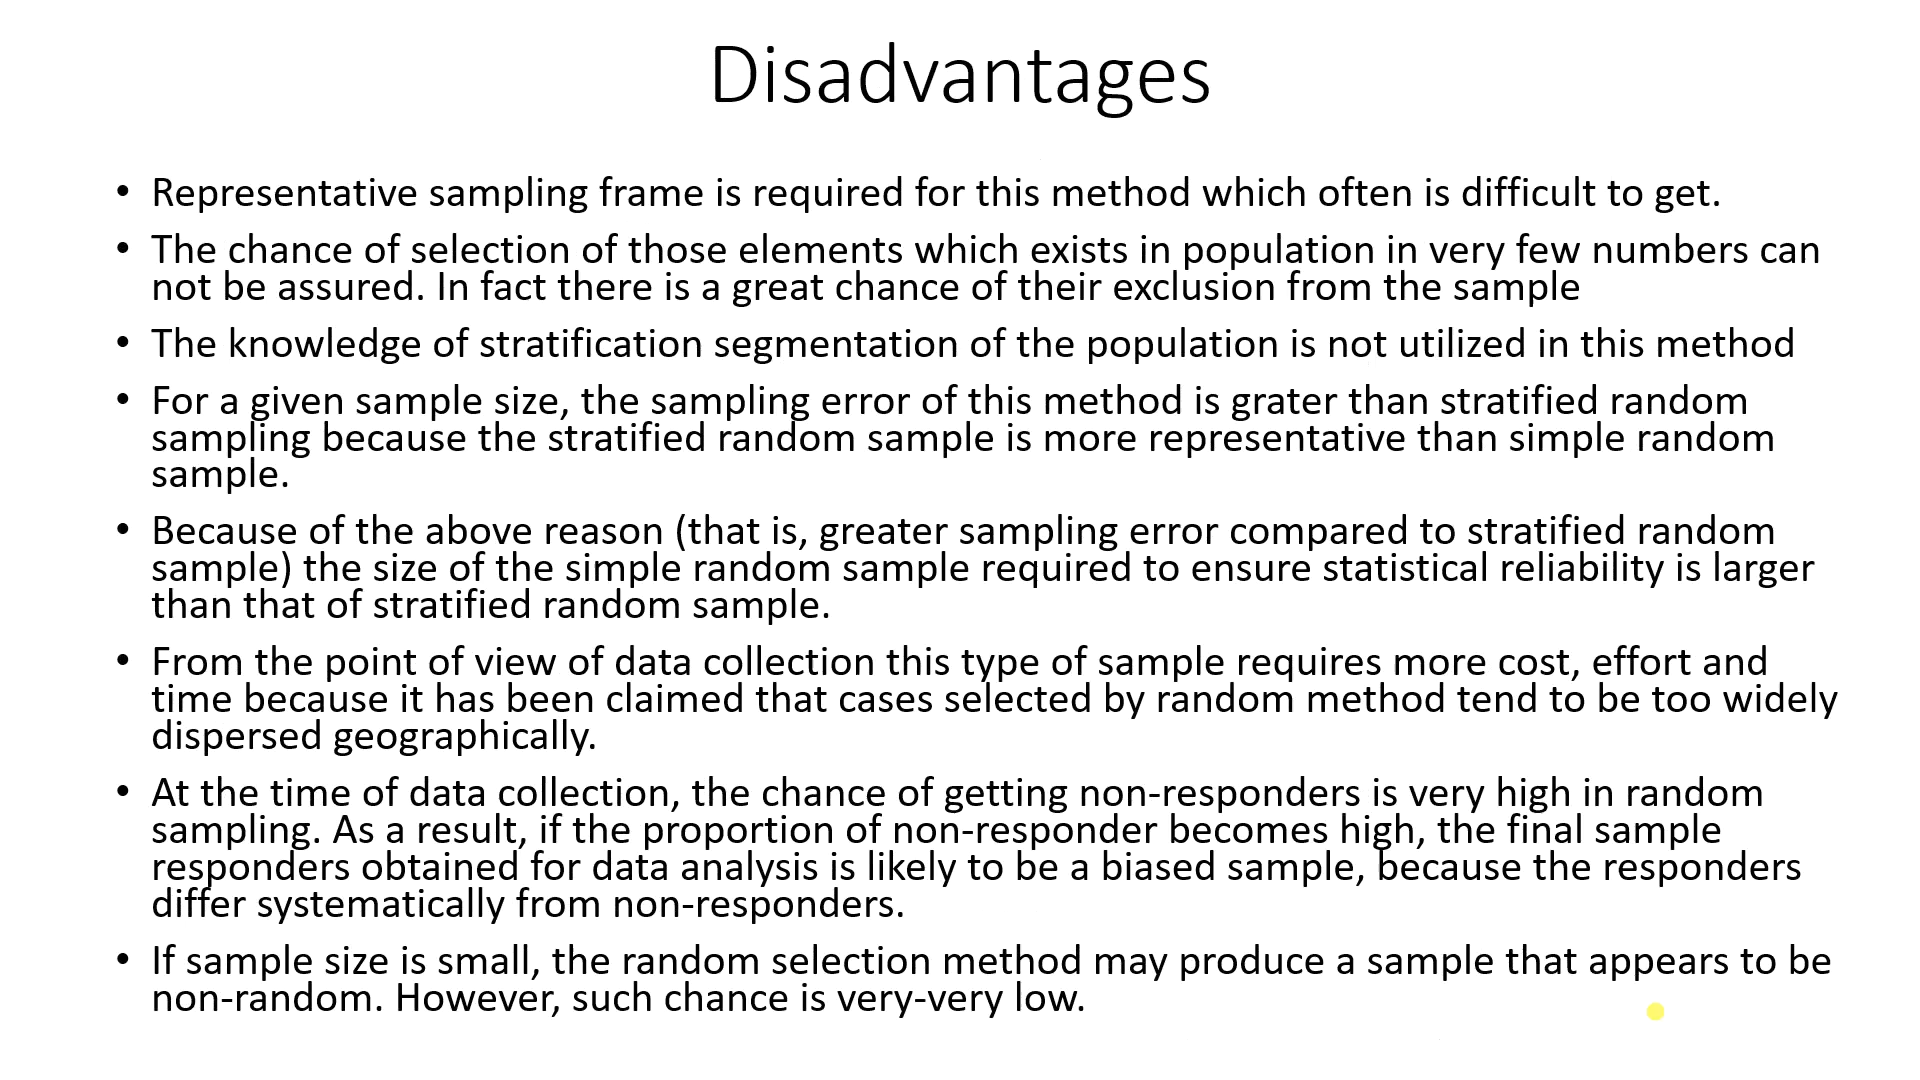 Disadvantages
• Representative sampling frame is required for this method which often is difficult to get.
• The chance of selection of those elements which exists in population in very few numbers can
not be assured. In fact there is a great chance of their exclusion from the sample
• The knowledge of stratification segmentation of the population is not utilized in this method
• For a given sample size, the sampling error of this method is grater than stratified random
sampling because the stratified random sample is more representative than simple random
sample.
• Because of the above reason (that is, greater sampling error compared to stratified random
sample) the size of the simple random sample required to ensure statistical reliability is larger
than that of stratified random sample.
• From the point of view of data collection this type of sample requires more cost, effort and
time because it has been claimed that cases selected by random method tend to be too widely
dispersed geographically.
• At the time of data collection, the chance of getting non-responders is very high in random
sampling. As a result, if the proportion of non-responder becomes high, the final sample
responders obtained for data analysis is likely to be a biased sample, because the responders
differ systematically from non-responders.
• If sample size is small, the random selection method may produce a sample that appears to be
non-random. However, such chance is very-very low.